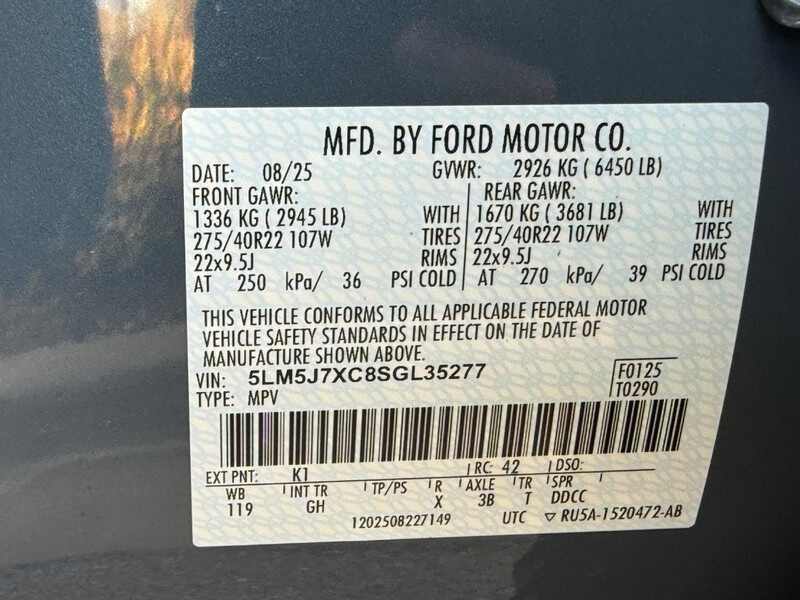 MFD. BY FORD MOTOR CO.
DATE: 08/25 GVWR: 2926 KG ( 6450 LB)
FRONT GAWR: REAR GAWR:
1336 KG ( 2945 LB) WITH 1670 KG ( 3681 LB) WITH
275/40R22 107W TIRES 275/40R22 107W TIRES
22x9.5J RIMS 22x9.5J RIMS
AT 250 kPa/ 36 PSI COLD AT 270 kPa/ 39 PSI COLD
THIS VEHICLE CONFORMS TO ALL APPLICABLE FEDERAL MOTOR
VEHICLE SAFETY STANDARDS IN EFFECT ON THE DATE OF
MANUFACTURE SHOWN ABOVE.
VIN: 5LM5J7XC8SGL35277 F0125
TYPE: MPV T0290
EXT PNT: K1 RC: 42 DSO:
WB INT TR TP/PS R AXLE TR SPR
119 GH X 3B T DDCC
1202508227149 UTC ▽ RU5A-1520472-AB